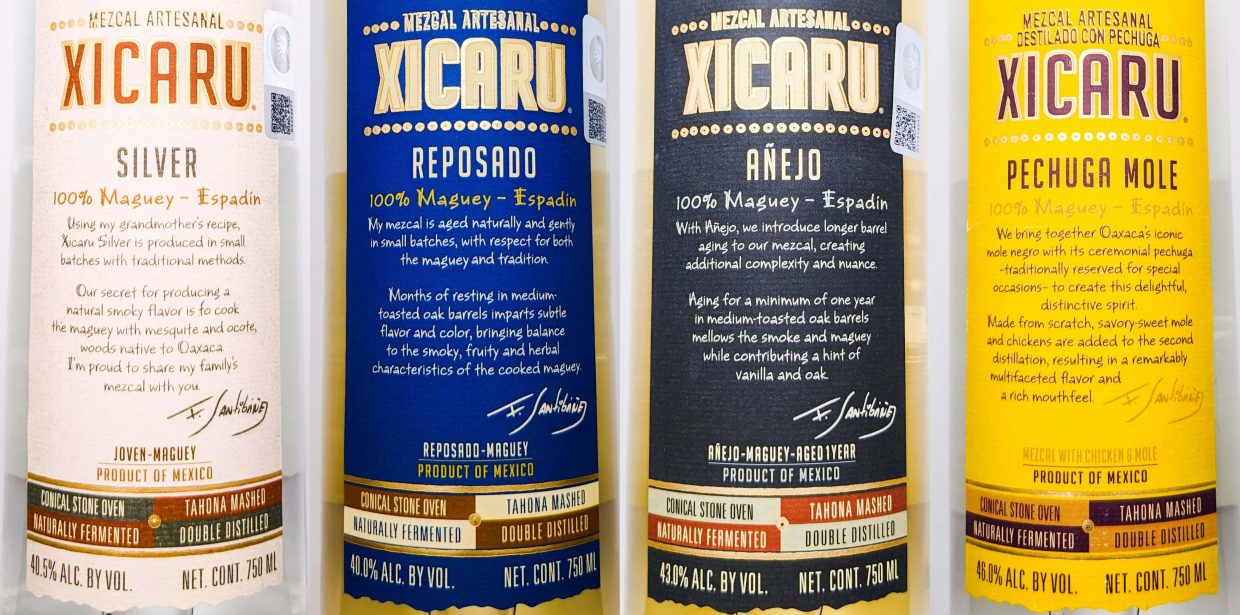 MEZCAL ARTESANAL
XICARU®
SILVER
100% Maguey – Espadín
Using my grandmother's recipe,
Xicaru Silver is produced in small
batches with traditional methods.
Our secret for producing a
natural smoky flavor is to cook
the maguey with mesquite and ocote,
woods native to Oaxaca.
I'm proud to share my family's
mezcal with you.
F. Santibáñez
JOVEN-MAGUEY
PRODUCT OF MEXICO
CONICAL STONE OVEN
TAHONA MASHED
NATURALLY FERMENTED
DOUBLE DISTILLED
40.5% ALC. BY VOL.
NET. CONT. 750 ML
MEZCAL ARTESANAL
XICARU®
REPOSADO
100% Maguey – Espadín
My mezcal is aged naturally and gently
in small batches, with respect for both
the maguey and tradition.
Months of resting in medium-
toasted oak barrels imparts subtle
flavor and color, bringing balance
to the smoky, fruity and herbal
characteristics of the cooked maguey.
F. Santibáñez
REPOSADO-MAGUEY
PRODUCT OF MEXICO
CONICAL STONE OVEN
TAHONA MASHED
NATURALLY FERMENTED
DOUBLE DISTILLED
40.0% ALC. BY VOL.
NET. CONT. 750 ML
MEZCAL ARTESANAL
XICARU®
AÑEJO
100% Maguey – Espadín
With Añejo, we introduce longer barrel
aging to our mezcal, creating
additional complexity and nuance.
Aging for a minimum of one year
in medium-toasted oak barrels
mellows the smoke and maguey
while contributing a hint of
vanilla and oak.
F. Santibáñez
AÑEJO-MAGUEY-AGED 1 YEAR
PRODUCT OF MEXICO
CONICAL STONE OVEN
TAHONA MASHED
NATURALLY FERMENTED
DOUBLE DISTILLED
43.0% ALC. BY VOL.
NET. CONT. 750 ML
MEZCAL ARTESANAL
DESTILADO CON PECHUGA
XICARU®
PECHUGA MOLE
100% Maguey – Espadín
We bring together Oaxaca's iconic
mole negro with its ceremonial pechuga
-traditionally reserved for special
occasions- to create this delightful,
distinctive spirit.
Made from scratch, savory-sweet mole
and chickens are added to the second
distillation, resulting in a remarkably
multifaceted flavor and
a rich mouthfeel.
F. Santibáñez
MEZCAL WITH CHICKEN & MOLE
PRODUCT OF MEXICO
CONICAL STONE OVEN
TAHONA MASHED
NATURALLY FERMENTED
DOUBLE DISTILLED
46.0% ALC. BY VOL.
NET. CONT. 750 ML